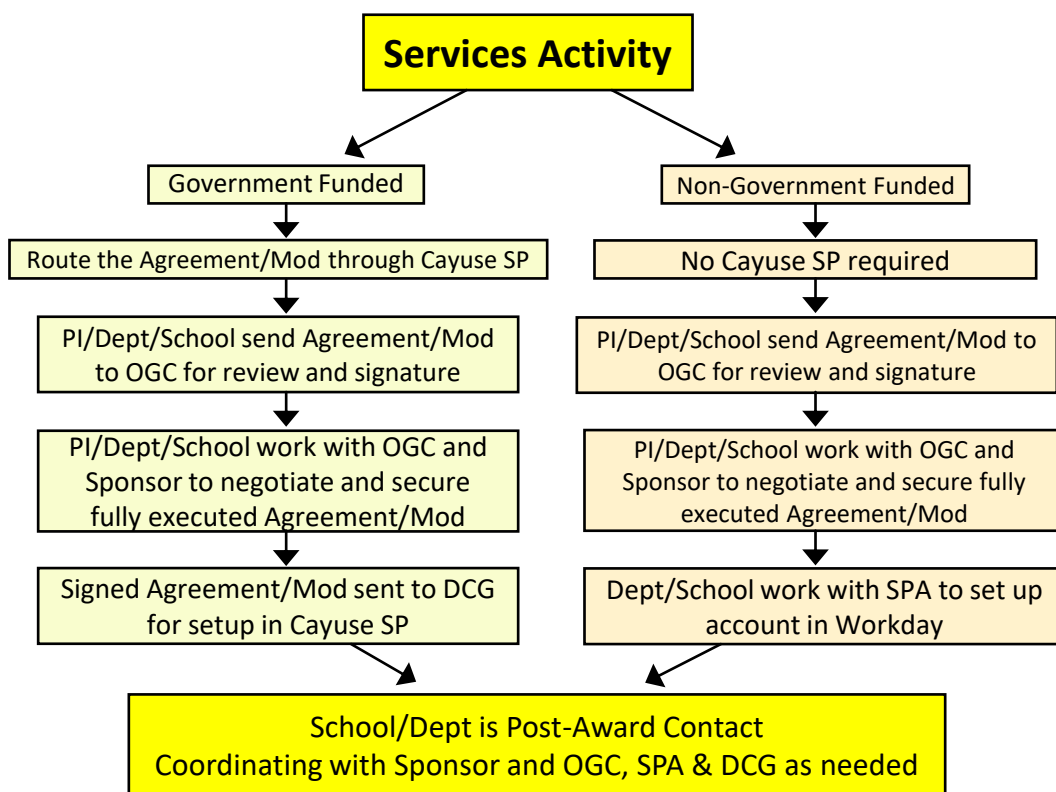 Services Activity
Government Funded
Non-Government Funded
Route the Agreement/Mod through Cayuse SP
No Cayuse SP required
PI/Dept/School send Agreement/Mod
to OGC for review and signature
PI/Dept/School send Agreement/Mod to
OGC for review and signature
PI/Dept/School work with OGC and
Sponsor to negotiate and secure
fully executed Agreement/Mod
PI/Dept/School work with OGC and
Sponsor to negotiate and secure fully
executed Agreement/Mod
Signed Agreement/Mod sent to DCG
for setup in Cayuse SP
Dept/School work with SPA to set up
account in Workday
School/Dept is Post-Award Contact
Coordinating with Sponsor and OGC, SPA & DCG as needed